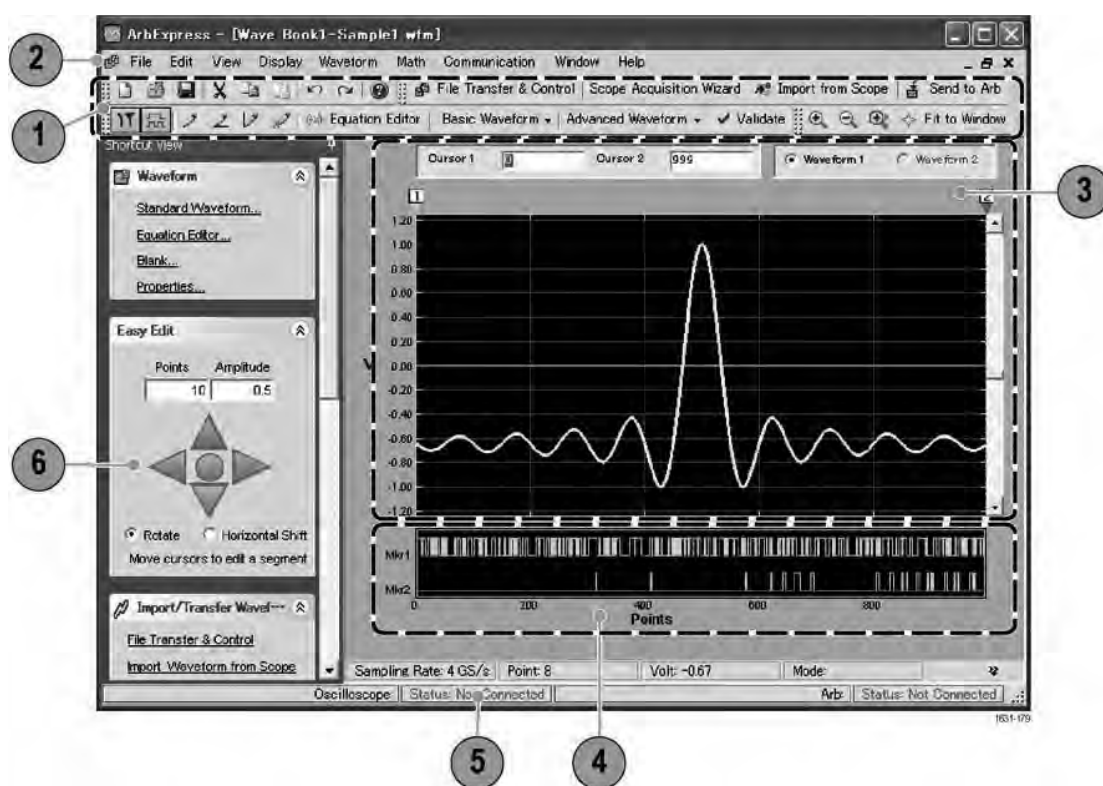 ArbExpress - [Wave Book1-Sample1 wfm]
2
File Edit View Display Waveform Math Communication Window Help
File Transfer & Control Scope Acquisition Wizard Import from Scope Send to Arb
1
Equation Editor Basic Waveform Advanced Waveform Validate Fit to Window
Shortcut View
Cursor 1 0 Cursor 2 999 Waveform 1 Waveform 2
Waveform
1 2
3
Standard Waveform...
Equation Editor...
Blank...
Properties...
1.20
1.00
0.80
0.60
0.40
0.20
0.00
-0.20
-0.40
-0.60
-0.80
-1.00
-1.20
Easy Edit
Points Amplitude
10 0.5
6
Rotate Horizontal Shift
Move cursors to edit a segment
Mkr1
Mkr2
0 200 400 600 800
Points
Import/Transfer Wavef---
File Transfer & Control
Import Waveform from Scope
Sampling Rate: 4 GS/s Point: 8 Volt: -0.67 Mode:
Oscilloscope Status: Not Connected Arb: Status: Not Connected
1631-179
5
4